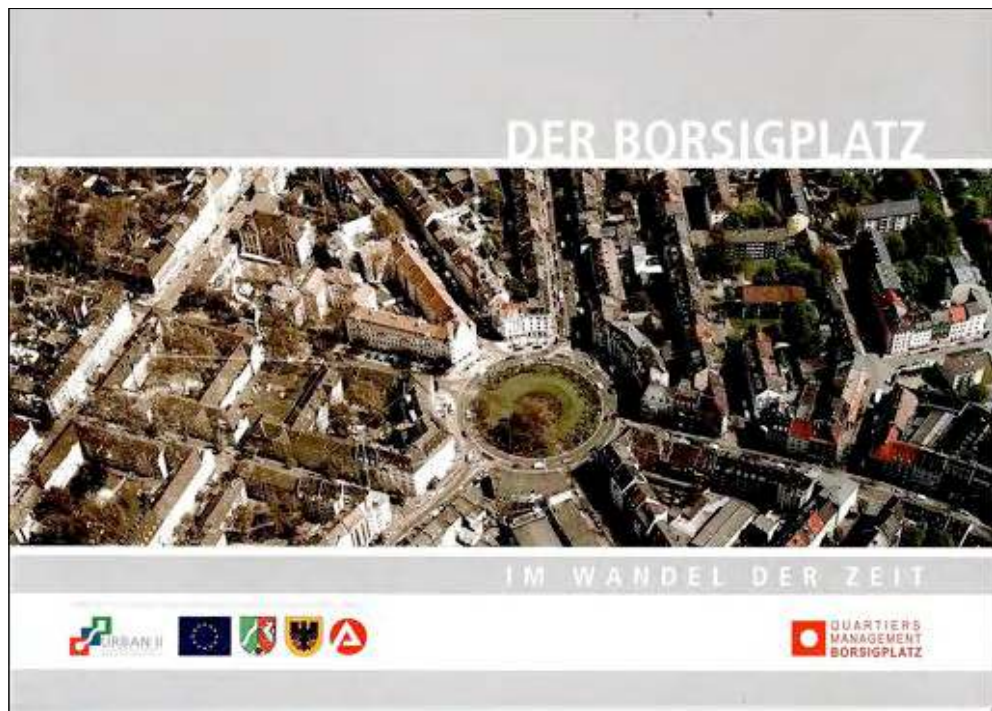 DER BORSIGPLATZ
IM WANDEL DER ZEIT
URBAN II
QUARTIERS
MANAGEMENT
BORSIGPLATZ